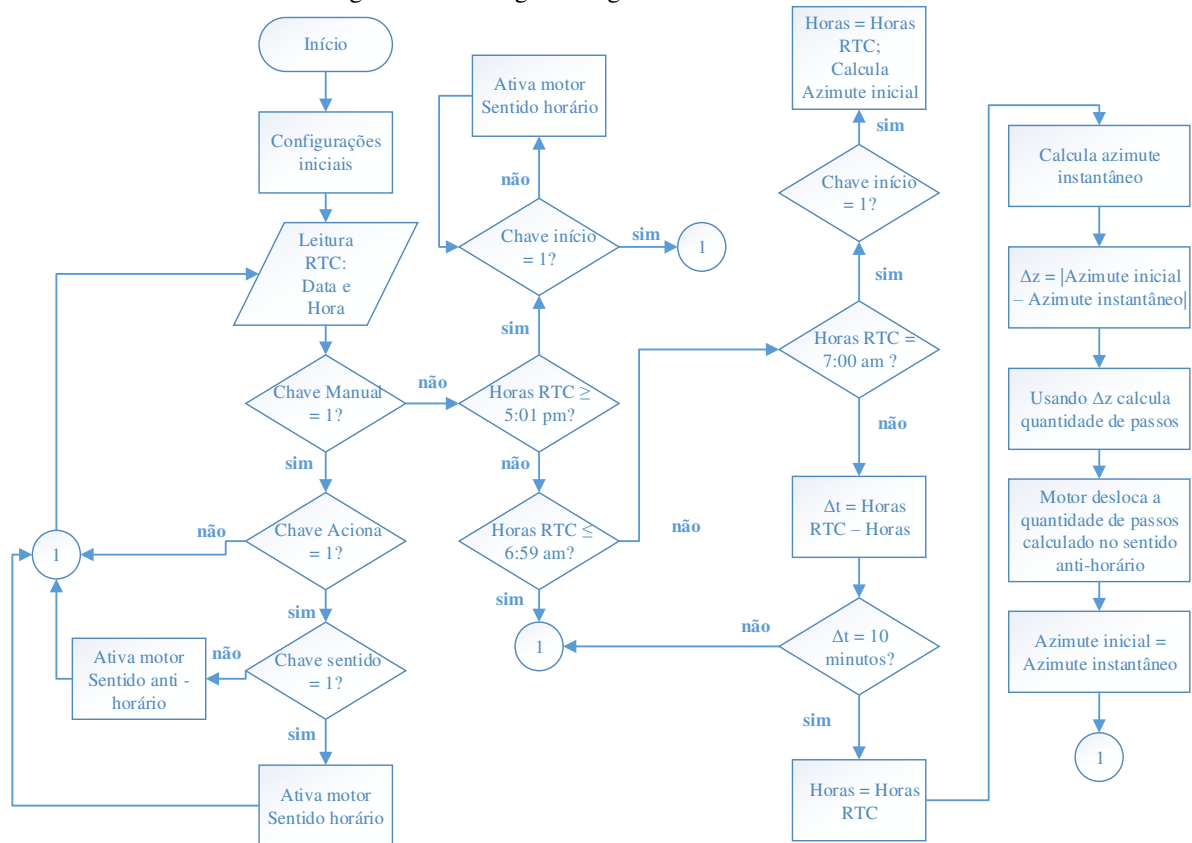 Início
Configurações
iniciais
Leitura
RTC:
Data e
Hora
Chave Manual
= 1?
não
sim
Chave Aciona
= 1?
não
sim
1
Chave sentido
= 1?
não
Ativa motor
Sentido anti -
horário
sim
Ativa motor
Sentido horário
Ativa motor
Sentido horário
não
Chave início
= 1?
sim
1
sim
Horas RTC ≥
5:01 pm?
não
Horas RTC ≤
6:59 am?
não
sim
1
Horas = Horas
RTC;
Calcula
Azimute inicial
sim
Chave início
= 1?
sim
Horas RTC =
7:00 am ?
não
Δt = Horas
RTC – Horas
Δt = 10
minutos?
não
sim
Horas = Horas
RTC
Calcula azimute
instantâneo
Δz = |Azimute inicial
– Azimute instantâneo|
Usando Δz calcula
quantidade de passos
Motor desloca a
quantidade de passos
calculado no sentido
anti-horário
Azimute inicial =
Azimute instantâneo
1